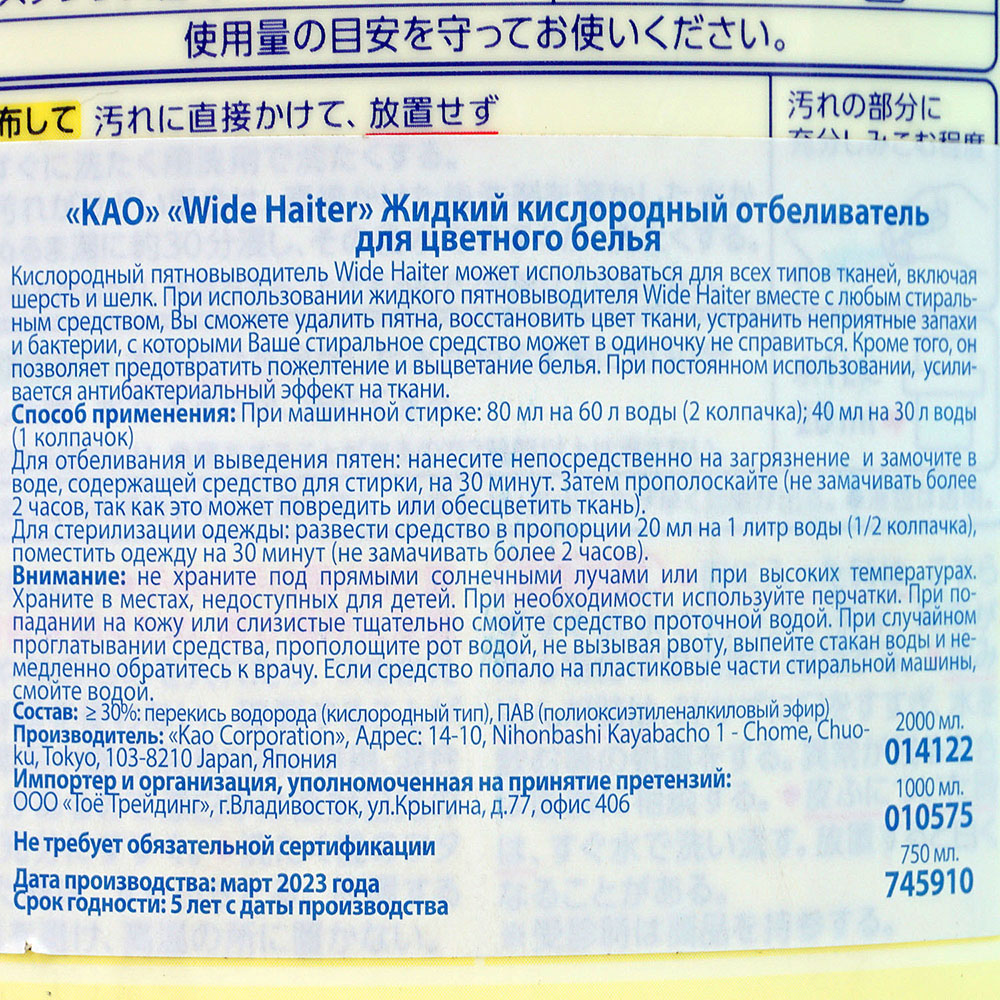 使用量の目安を守ってお使いください。
布して 汚れに直接かけて、放置せず
汚れの部分に
充分しみこむ程度
«КАО» «Wide Haiter» Жидкий кислородный отбеливатель
для цветного белья
Кислородный пятновыводитель Wide Haiter может использоваться для всех типов тканей, включая
шерсть и шелк. При использовании жидкого пятновыводителя Wide Haiter вместе с любым стираль-
ным средством, Вы сможете удалить пятна, восстановить цвет ткани, устранить неприятные запахи
и бактерии, с которыми Ваше стиральное средство может в одиночку не справиться. Кроме того, он
позволяет предотвратить пожелтение и выцветание белья. При постоянном использовании, усили-
вается антибактериальный эффект на ткани.
Способ применения: При машинной стирке: 80 мл на 60 л воды (2 колпачка); 40 мл на 30 л воды
(1 колпачок)
Для отбеливания и выведения пятен: нанесите непосредственно на загрязнение и замочите в
воде, содержащей средство для стирки, на 30 минут. Затем прополоскайте (не замачивать более
2 часов, так как это может повредить или обесцветить ткань).
Для стерилизации одежды: развести средство в пропорции 20 мл на 1 литр воды (1/2 колпачка),
поместить одежду на 30 минут (не замачивать более 2 часов).
Внимание: не храните под прямыми солнечными лучами или при высоких температурах.
Храните в местах, недоступных для детей. При необходимости используйте перчатки. При по-
падании на кожу или слизистые тщательно смойте средство проточной водой. При случайном
проглатывании средства, прополощите рот водой, не вызывая рвоту, выпейте стакан воды и не-
медленно обратитесь к врачу. Если средство попало на пластиковые части стиральной машины,
смойте водой.
Состав: ≥ 30%: перекись водорода (кислородный тип), ПАВ (полиоксиэтиленалкиловый эфир)
Производитель: «Kao Corporation», Адрес: 14-10, Nihonbashi Kayabacho 1 - Chome, Chuo-
ku, Tokyo, 103-8210 Japan, Япония
Импортер и организация, уполномоченная на принятие претензий:
ООО «ТоёТрейдинг», г.Владивосток, ул.Крыгина, д.77, офис 406
Не требует обязательной сертификации
Дата производства: март 2023 года
Срок годности: 5 лет с даты производства
2000 мл.
014122
1000 мл.
010575
750 мл.
745910